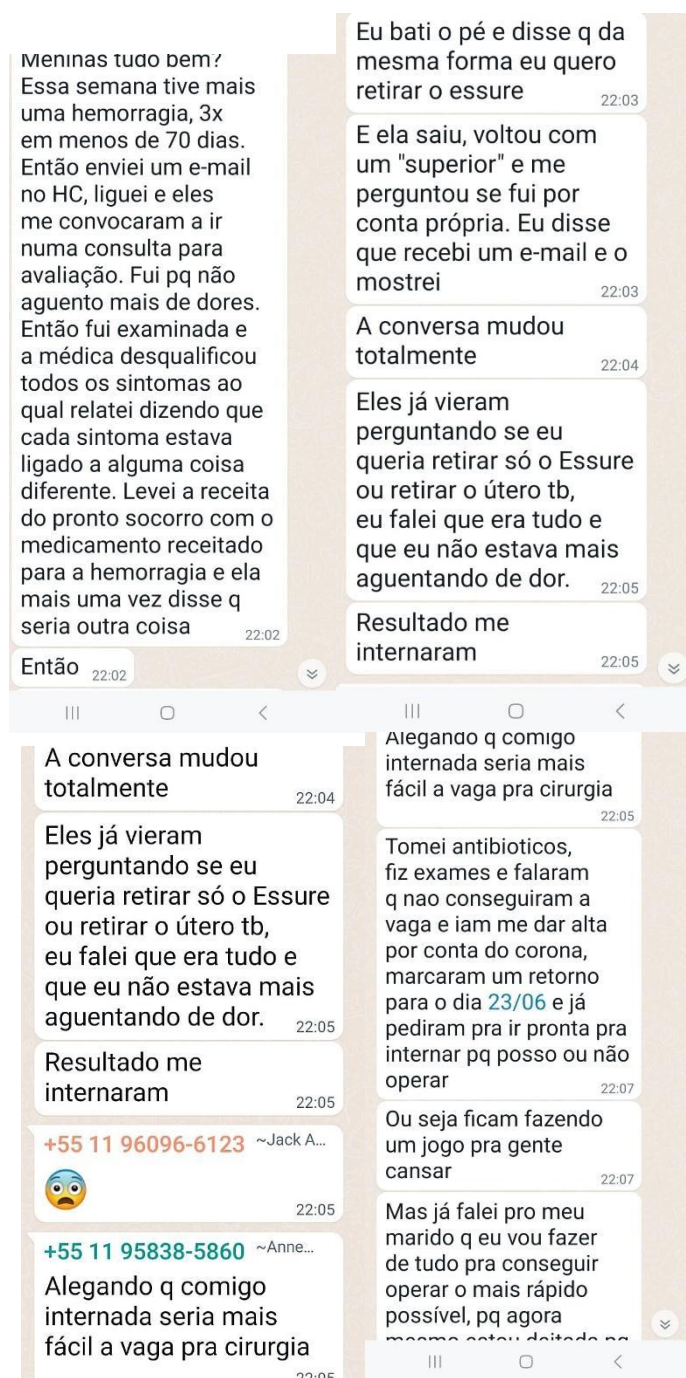 Meninas tudo bem?
Essa semana tive mais
uma hemorragia, 3x
em menos de 70 dias.
Então enviei um e-mail
no HC, liguei e eles
me convocaram a ir
numa consulta para
avaliação. Fui pq não
aguento mais de dores.
Então fui examinada e
a médica desqualificou
todos os sintomas ao
qual relatei dizendo que
cada sintoma estava
ligado a alguma coisa
diferente. Levei a receita
do pronto socorro com o
medicamento receitado
para a hemorragia e ela
mais uma vez disse q
seria outra coisa
22:02
Então 22:02
Eu bati o pé e disse q da
mesma forma eu quero
retirar o essure
22:03
E ela saiu, voltou com
um "superior" e me
perguntou se fui por
conta própria. Eu disse
que recebi um e-mail e o
mostrei
22:03
A conversa mudou
totalmente
22:04
Eles já vieram
perguntando se eu
queria retirar só o Essure
ou retirar o útero tb,
eu falei que era tudo e
que eu não estava mais
aguentando de dor.
22:05
Resultado me
internaram
22:05
A conversa mudou
totalmente
22:04
Eles já vieram
perguntando se eu
queria retirar só o Essure
ou retirar o útero tb,
eu falei que era tudo e
que eu não estava mais
aguentando de dor.
22:05
Resultado me
internaram
22:05
+55 11 96096-6123 ~Jack A...
22:05
+55 11 95838-5860 ~Anne...
Alegando q comigo
internada seria mais
fácil a vaga pra cirurgia
22:05
Alegando q comigo
internada seria mais
fácil a vaga pra cirurgia
22:05
Tomei antibioticos,
fiz exames e falaram
q nao conseguiram a
vaga e iam me dar alta
por conta do corona,
marcaram um retorno
para o dia 23/06 e já
pediram pra ir pronta pra
internar pq posso ou não
operar
22:07
Ou seja ficam fazendo
um jogo pra gente
cansar
22:07
Mas já falei pro meu
marido q eu vou fazer
de tudo pra conseguir
operar o mais rápido
possível, pq agora
mesmo estou deitada pq